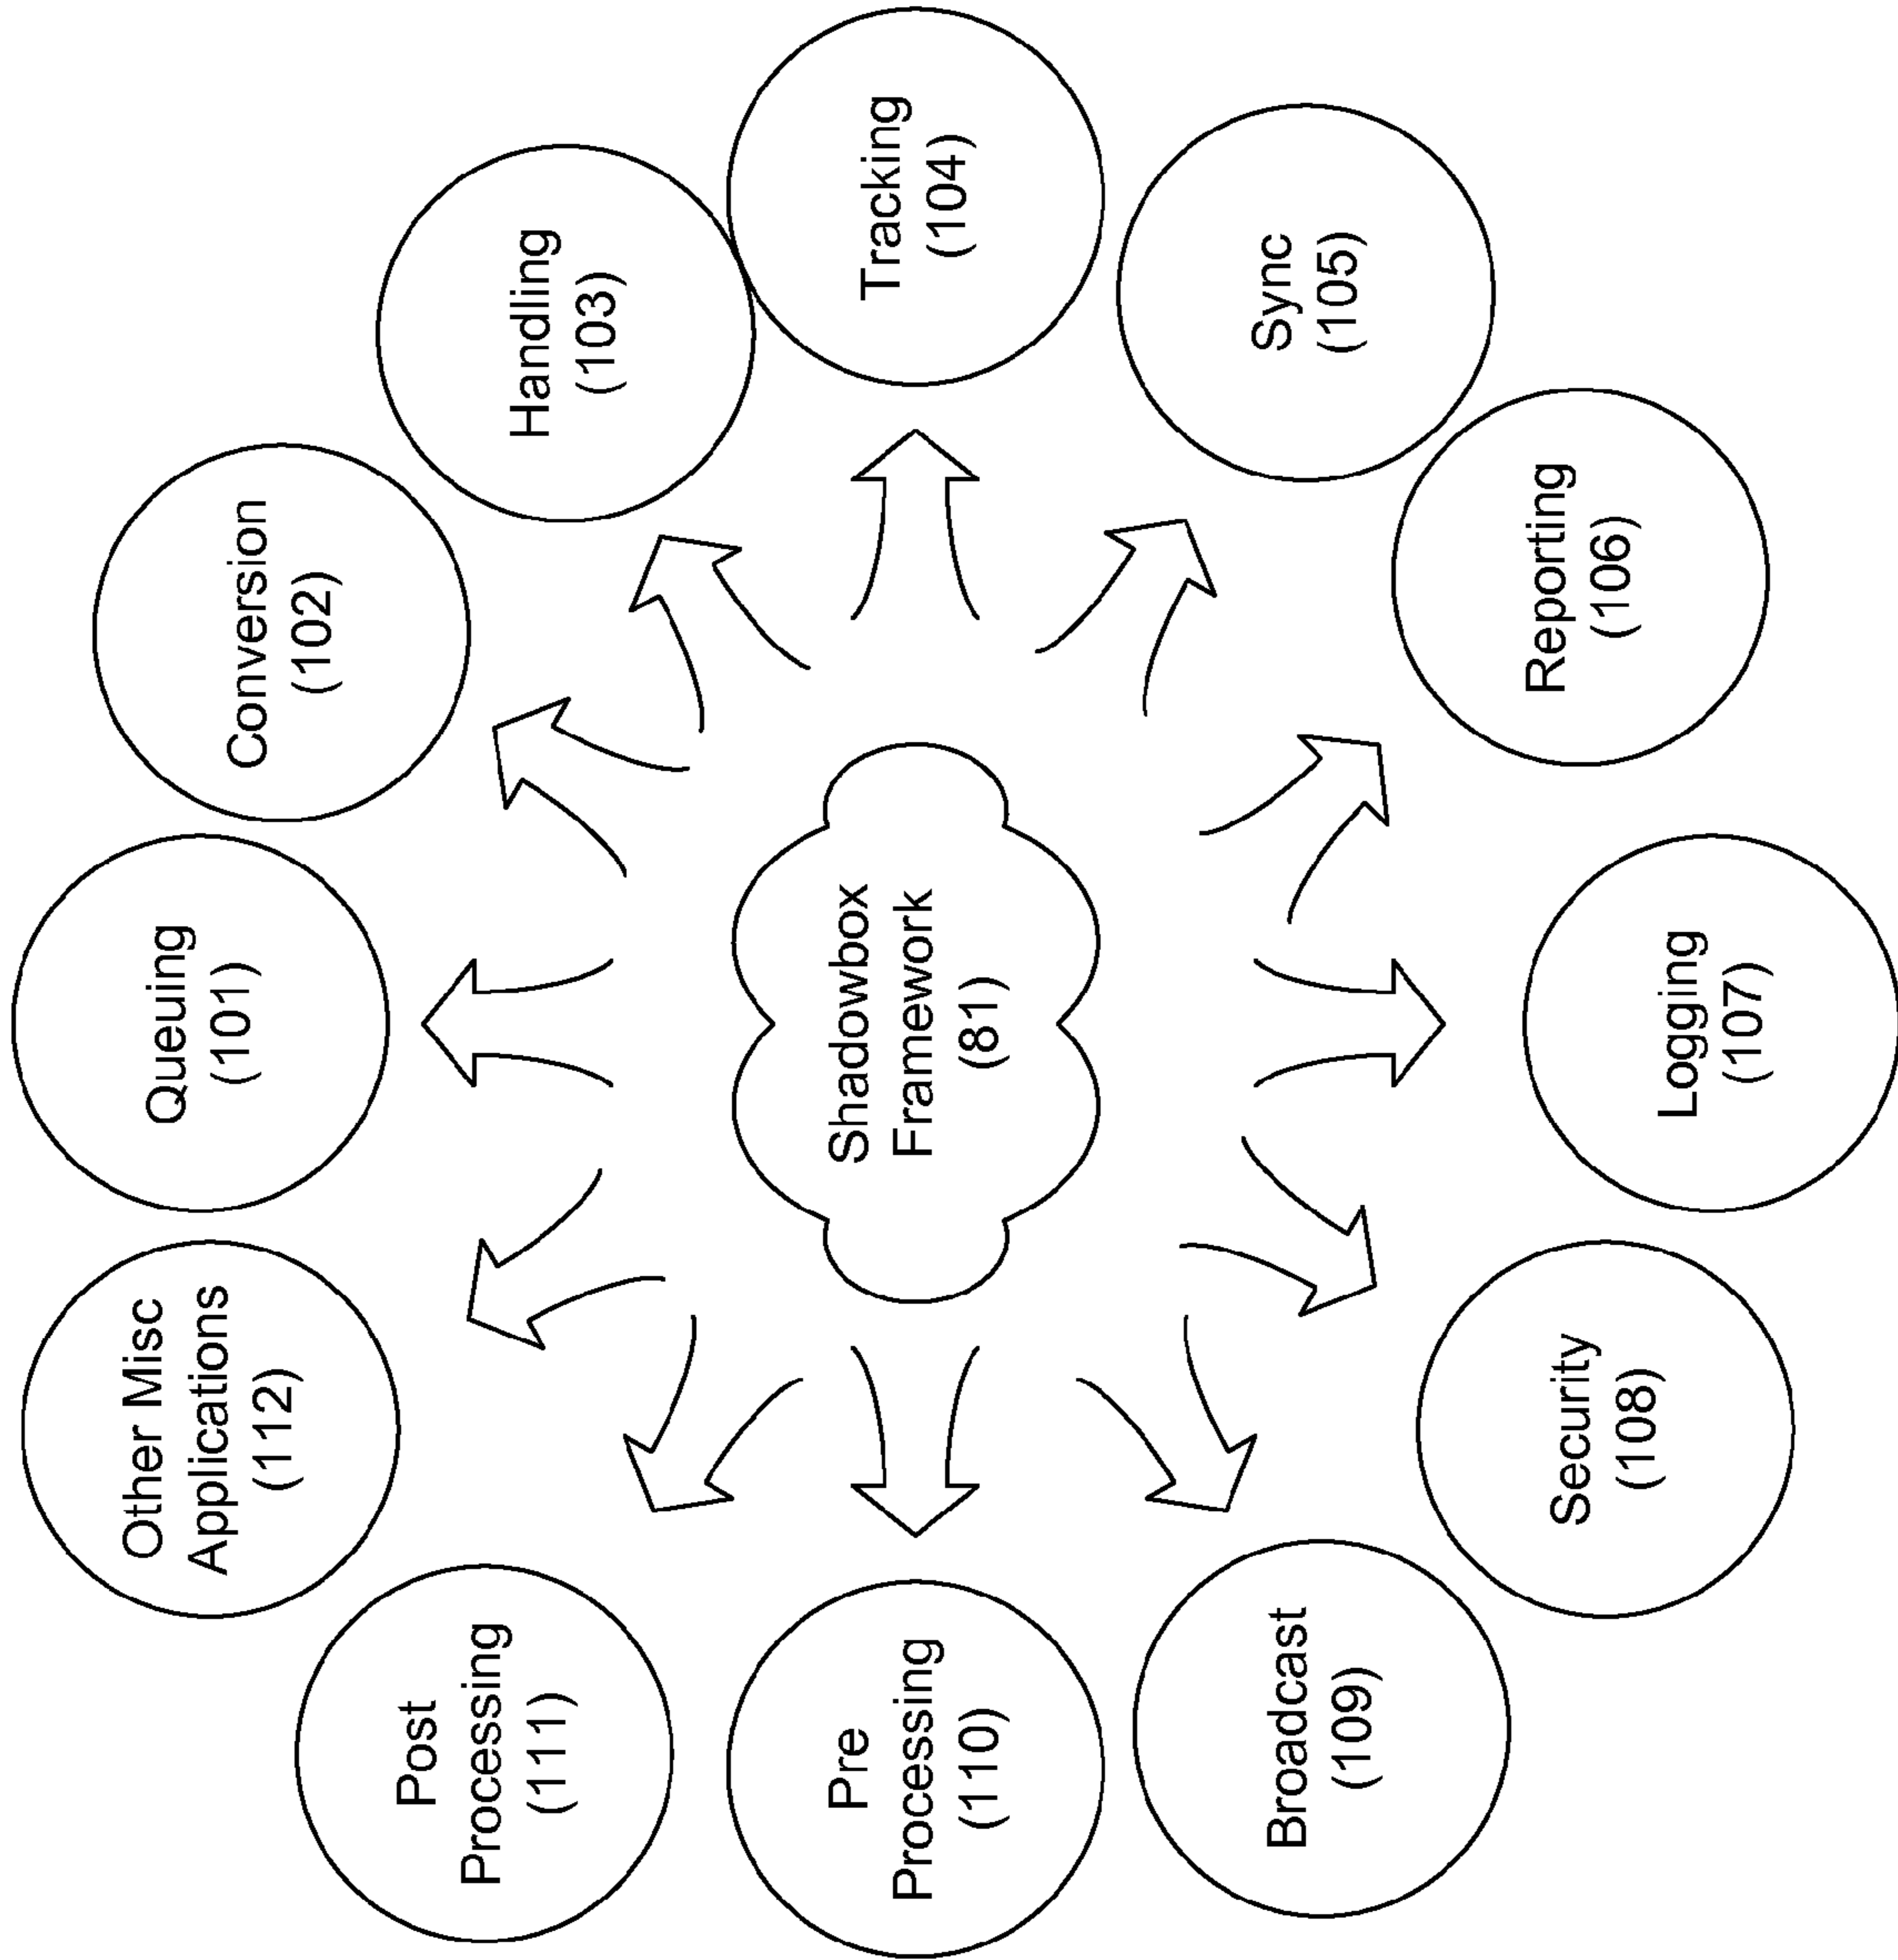 Queuing
(101)
Conversion
(102)
Handling
(103)
Tracking
(104)
Sync
(105)
Reporting
(106)
Logging
(107)
Security
(108)
Broadcast
(109)
Pre
Processing
(110)
Post
Processing
(111)
Other Misc
Applications
(112)
Shadowbox
Framework
(81)